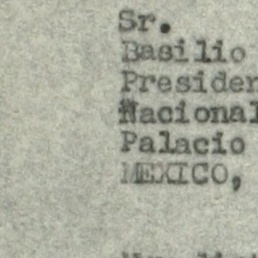 Sr.
Basilio
Presiden
Nacional
Palacio
MEXICO,